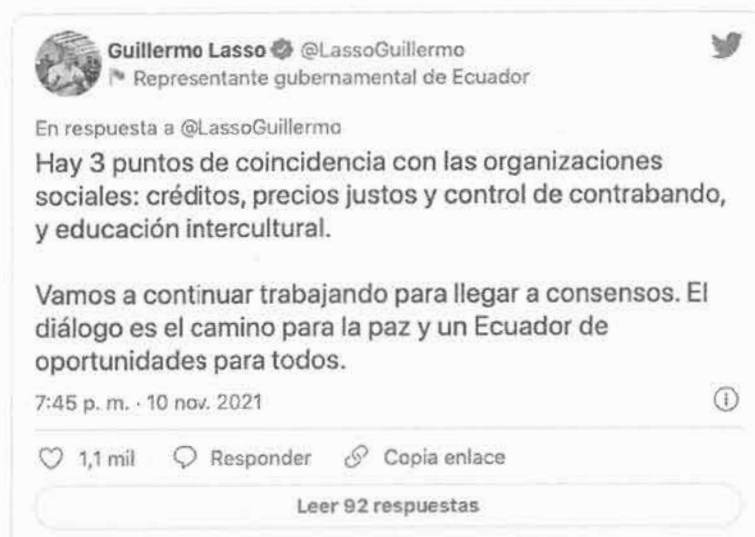 Guillermo Lasso @LassoGuillermo
Representante gubernamental de Ecuador
En respuesta a @LassoGuillermo
Hay 3 puntos de coincidencia con las organizaciones
sociales: créditos, precios justos y control de contrabando,
y educación intercultural.
Vamos a continuar trabajando para llegar a consensos. El
diálogo es el camino para la paz y un Ecuador de
oportunidades para todos.
7:45 p. m. · 10 nov. 2021
1,1 mil Responder Copia enlace
Leer 92 respuestas